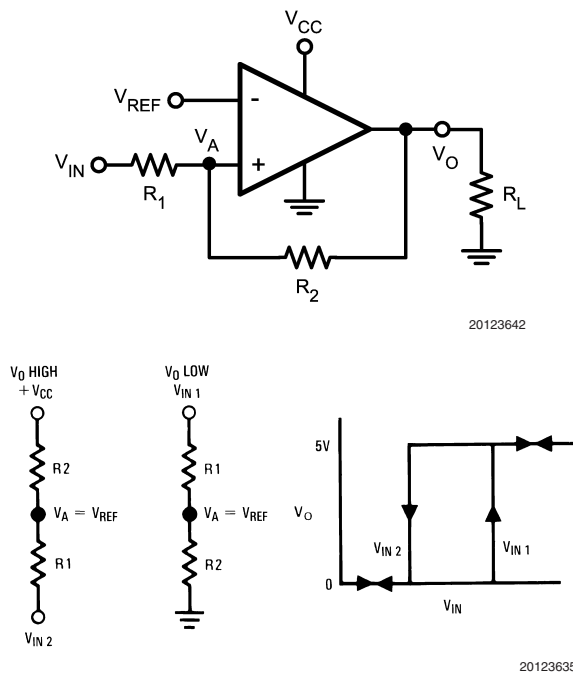 VCC
VREF
-
VA
VIN
+
VO
R1
RL
R2
20123642
VO HIGH
+ VCC
R2
VA = VREF
R1
VIN 2
VO LOW
VIN 1
R1
VA = VREF
R2
5V
VO
VIN 2
VIN 1
0
VIN
20123635